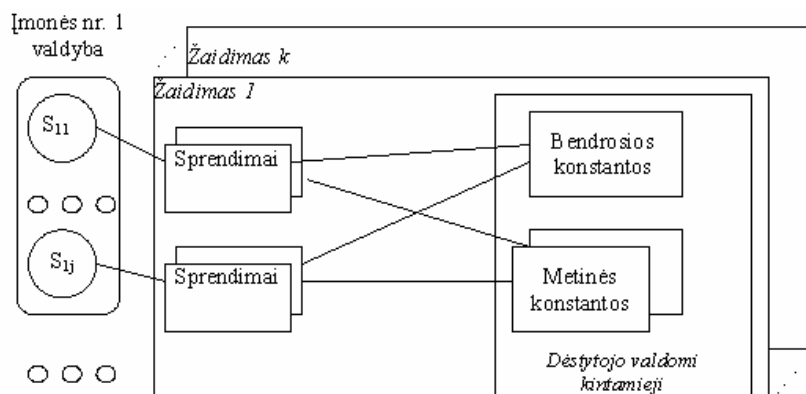 Įmonės nr. 1
valdyba
Žaidimas k
Žaidimas 1
S11
Sprendimai
Bendrosios
konstantos
S1j
Sprendimai
Metinės
konstantos
Dėstytojo valdomi
kintamieji